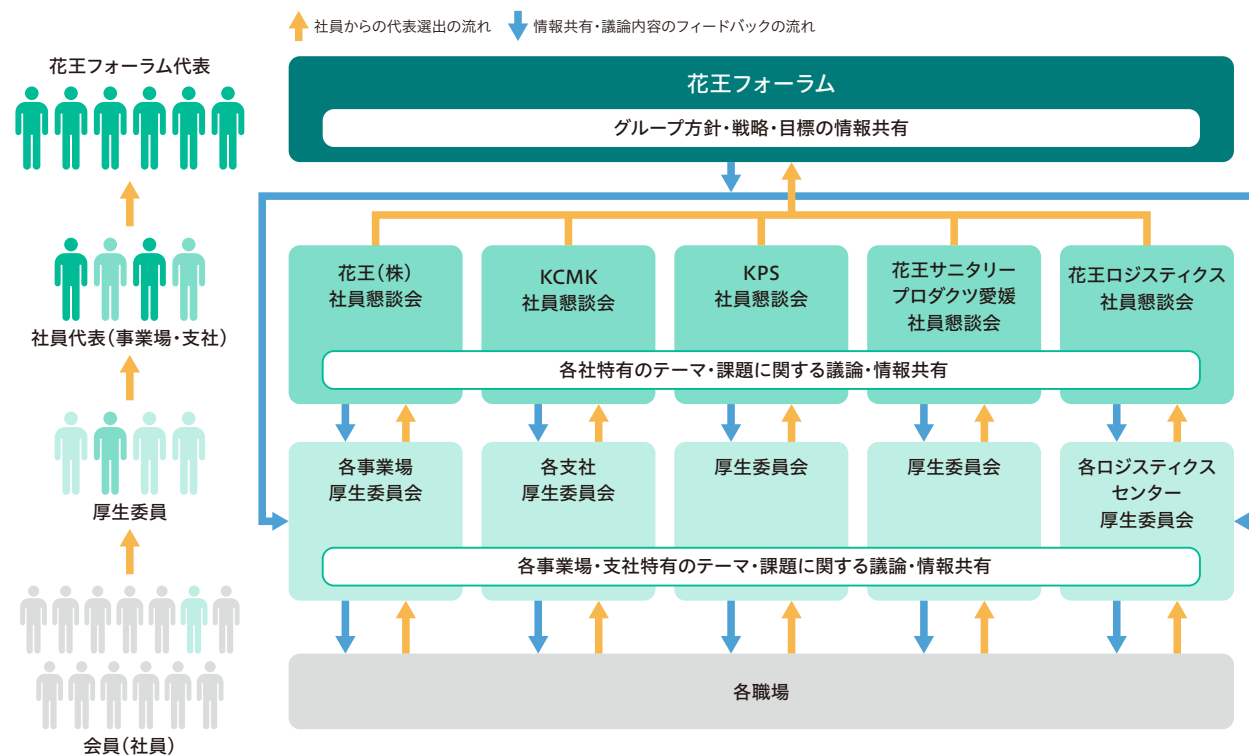 社員からの代表選出の流れ
情報共有・議論内容のフィードバックの流れ
花王フォーラム代表
社員代表(事業場・支社)
厚生委員
会員(社員)
花王フォーラム
グループ方針・戦略・目標の情報共有
花王(株)
社員懇談会
KCMK
社員懇談会
KPS
社員懇談会
花王サニタリー
プロダクツ愛媛
社員懇談会
花王ロジスティクス
社員懇談会
各社特有のテーマ・課題に関する議論・情報共有
各事業場
厚生委員会
各支社
厚生委員会
厚生委員会
厚生委員会
各ロジスティクス
センター
厚生委員会
各事業場・支社特有のテーマ・課題に関する議論・情報共有
各職場